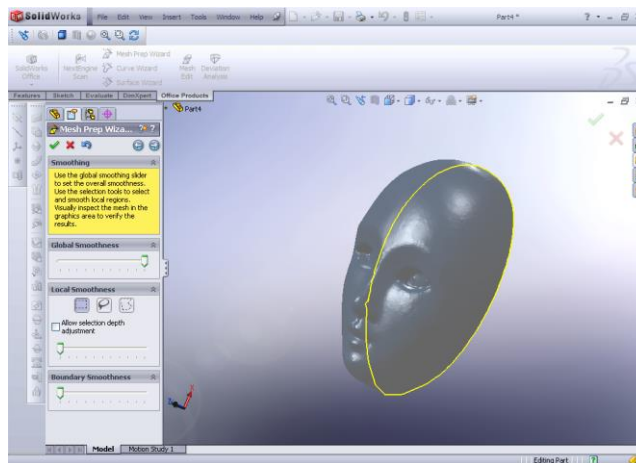 SolidWorks File Edit View Insert Tools Window Help Part4 *
SolidWorks Office
NextEngine Scan
Mesh Prep Wizard
Curve Wizard
Surface Wizard
Mesh Edit
Deviation Analysis
Features Sketch Evaluate DimXpert Office Products
Part4
Mesh Prep Wiza...
Smoothing
Use the global smoothing slider
to set the overall smoothness.
Use the selection tools to select
and smooth local regions.
Visually inspect the mesh in the
graphics area to verify the
results.
Global Smoothness
Local Smoothness
Allow selection depth
adjustment
Boundary Smoothness
Model Motion Study 1
Editing Part